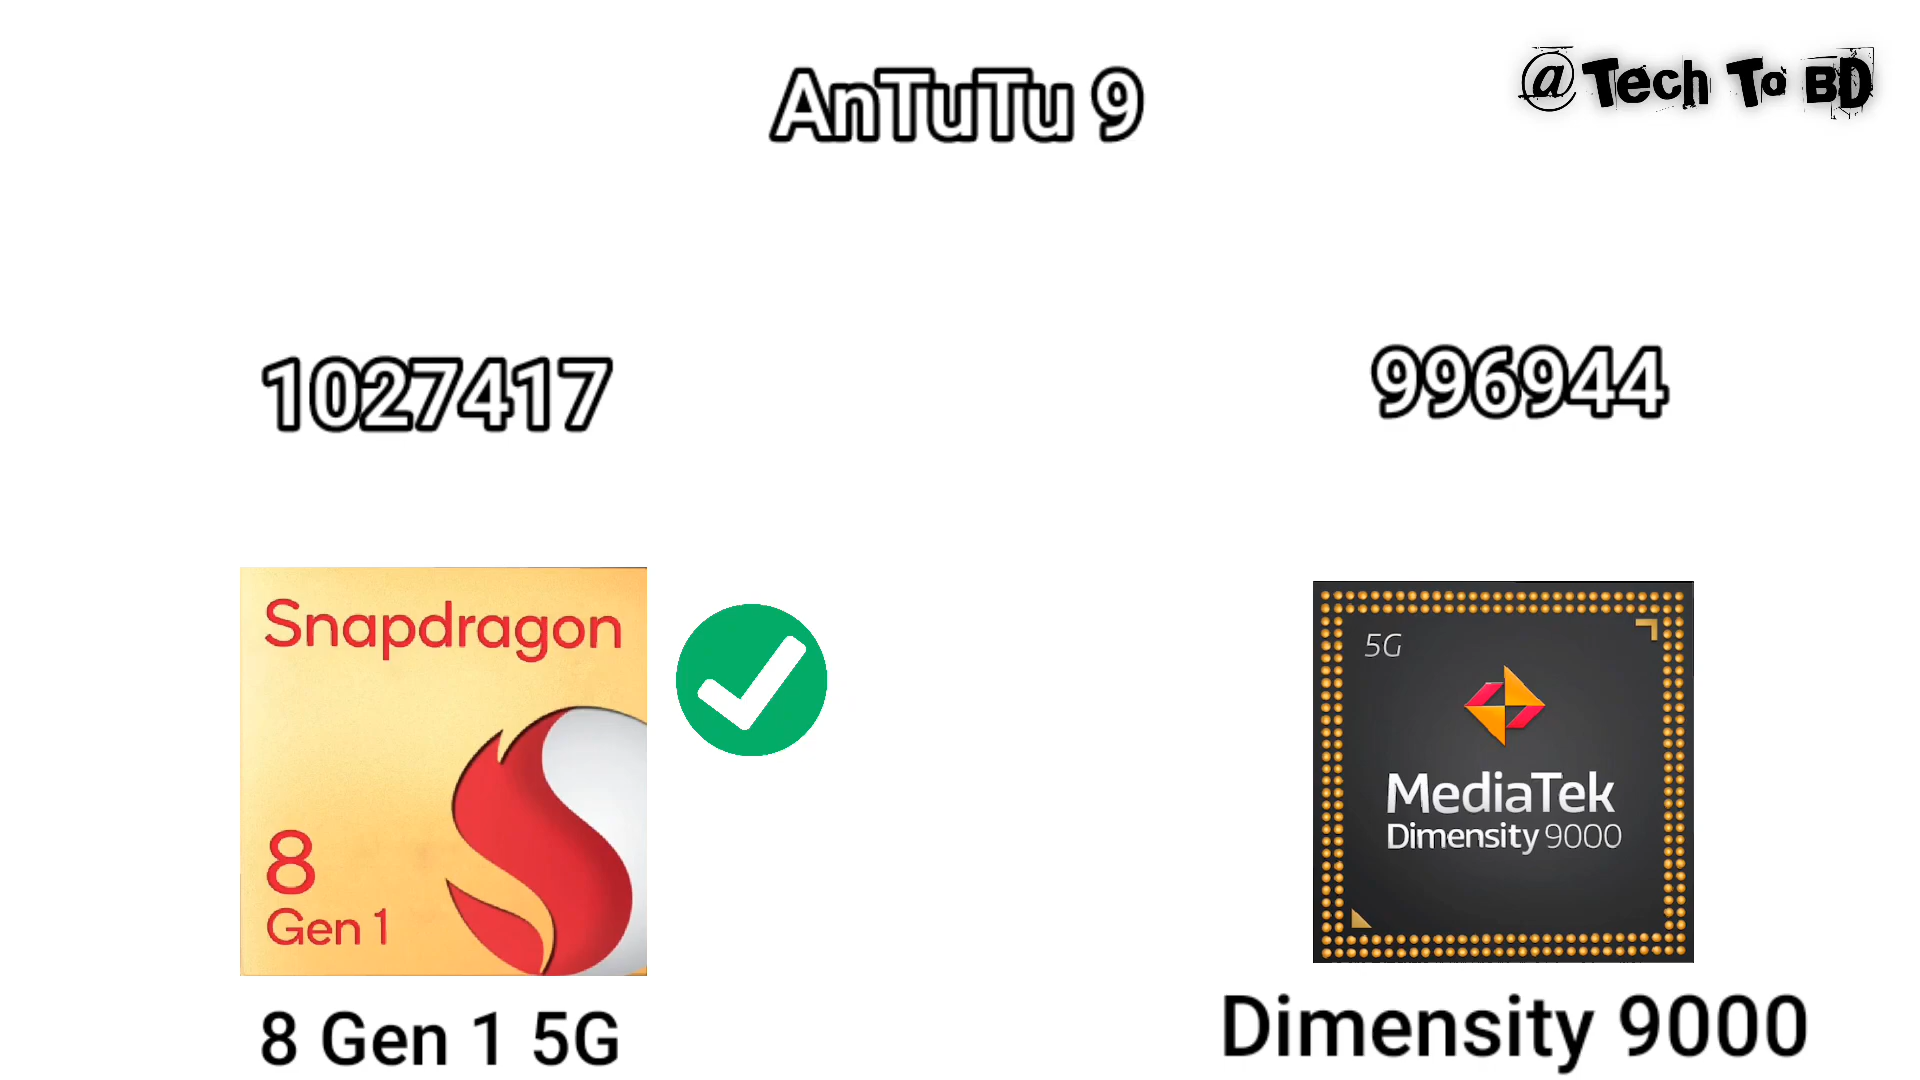 @Tech To BD
AnTuTu 9
1027417
996944
Snapdragon
8
Gen 1
5G
MediaTek
Dimensity 9000
8 Gen 1 5G
Dimensity 9000